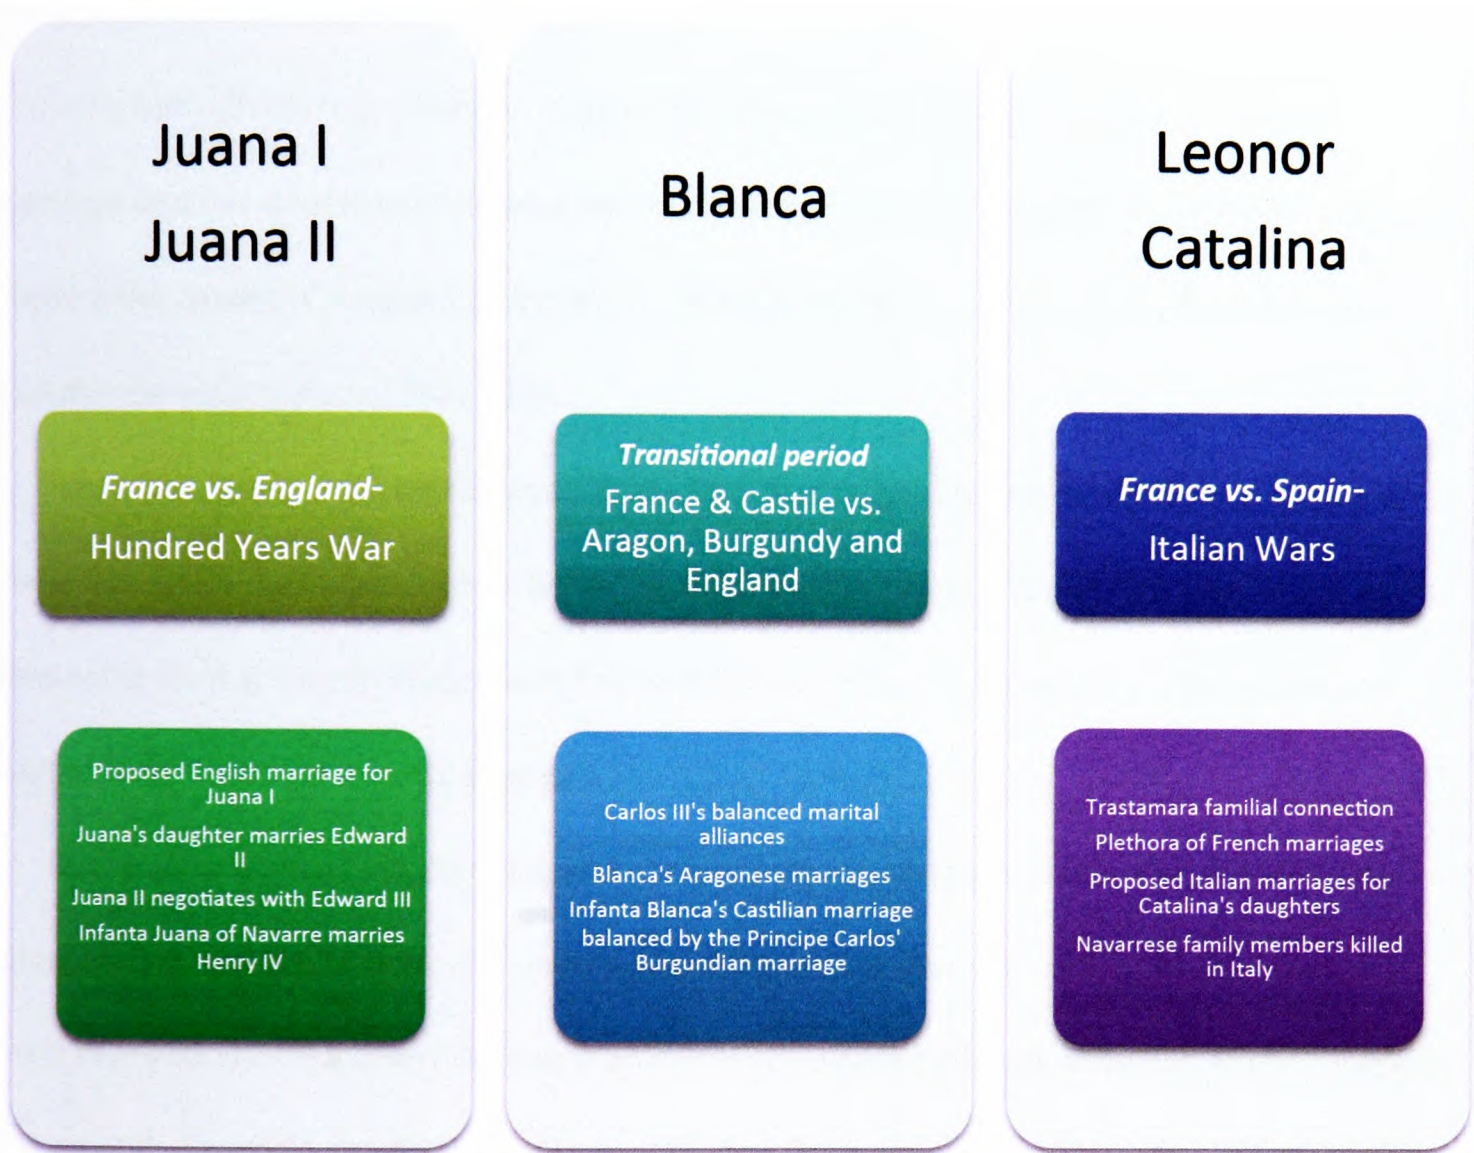 Juana I
Juana II
France vs. England-
Hundred Years War
Proposed English marriage for
Juana I
Juana's daughter marries Edward
II
Juana II negotiates with Edward III
Infanta Juana of Navarre marries
Henry IV
Blanca
Transitional period
France & Castile vs.
Aragon, Burgundy and
England
Carlos III's balanced marital
alliances
Blanca's Aragonese marriages
Infanta Blanca's Castilian marriage
balanced by the Principe Carlos'
Burgundian marriage
Leonor
Catalina
France vs. Spain-
Italian Wars
Trastamara familial connection
Plethora of French marriages
Proposed Italian marriages for
Catalina's daughters
Navarrese family members killed
in Italy